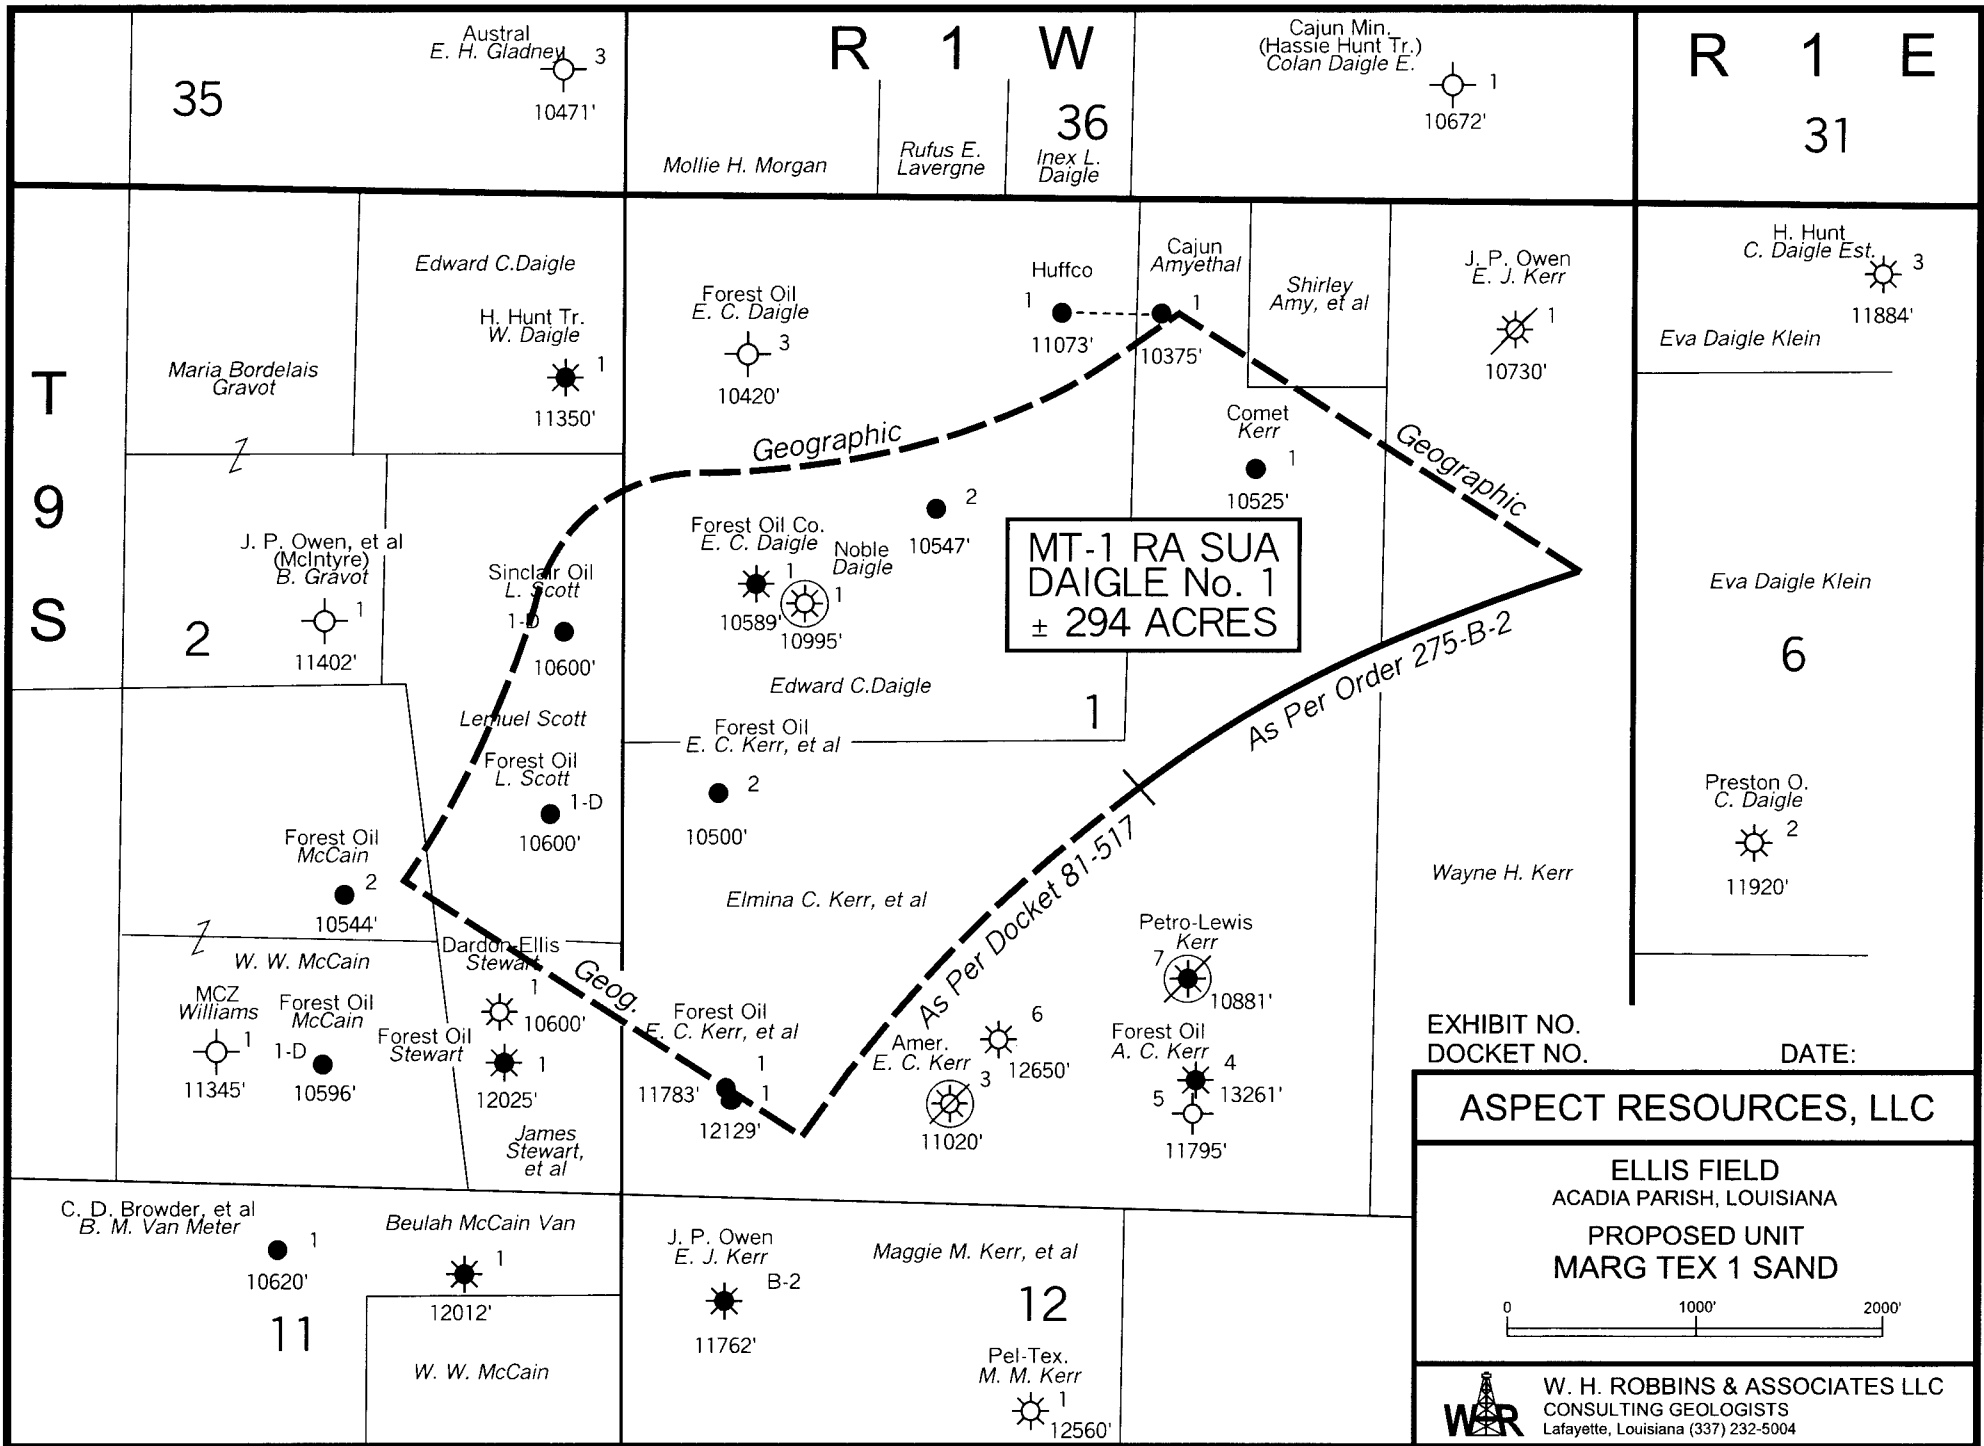 R 1 W
R 1 E
T
9
S
35
Austral
E. H. Gladney
3
10471'
Mollie H. Morgan
Rufus E.
Lavergne
36
Inex L.
Daigle
Cajun Min.
(Hassie Hunt Tr.)
Colan Daigle E.
1
10672'
31
Maria Bordelais
Gravot
Edward C.Daigle
H. Hunt Tr.
W. Daigle
1
11350'
Forest Oil
E. C. Daigle
3
10420'
Huffco
1
11073'
Cajun
Amyethal
1
10375'
Shirley
Amy, et al
J. P. Owen
E. J. Kerr
1
10730'
H. Hunt
C. Daigle Est.
3
11884'
Eva Daigle Klein
Geographic
Comet
Kerr
1
10525'
Geographic
J. P. Owen, et al
(McIntyre)
B. Gravot
1
11402'
2
Sinclair Oil
L. Scott
1-D
10600'
Forest Oil Co.
E. C. Daigle
1
10589'
Noble
Daigle
1
10995'
2
10547'
MT-1 RA SUA
DAIGLE No. 1
± 294 ACRES
Eva Daigle Klein
6
Edward C.Daigle
1
As Per Order 275-B-2
Lemuel Scott
Forest Oil
L. Scott
1-D
10600'
Forest Oil
E. C. Kerr, et al
2
10500'
As Per Docket 81-517
Preston O.
C. Daigle
2
11920'
Forest Oil
McCain
2
10544'
Elmina C. Kerr, et al
Wayne H. Kerr
W. W. McCain
Dardon-Ellis
Stewart
1
10600'
Geog.
Petro-Lewis
Kerr
7
10881'
MCZ
Williams
1
11345'
Forest Oil
McCain
1-D
10596'
Forest Oil
Stewart
1
12025'
James
Stewart,
et al
Forest Oil
E. C. Kerr, et al
1
11783'
1
12129'
Amer.
E. C. Kerr
3
11020'
6
12650'
Forest Oil
A. C. Kerr
4
13261'
5
11795'
C. D. Browder, et al
B. M. Van Meter
1
10620'
11
Beulah McCain Van
1
12012'
W. W. McCain
J. P. Owen
E. J. Kerr
B-2
11762'
Maggie M. Kerr, et al
12
Pel-Tex.
M. M. Kerr
1
12560'
EXHIBIT NO.
DOCKET NO. DATE:
ASPECT RESOURCES, LLC
ELLIS FIELD
ACADIA PARISH, LOUISIANA
PROPOSED UNIT
MARG TEX 1 SAND
0 1000' 2000'
W R
W. H. ROBBINS & ASSOCIATES LLC
CONSULTING GEOLOGISTS
Lafayette, Louisiana (337) 232-5004